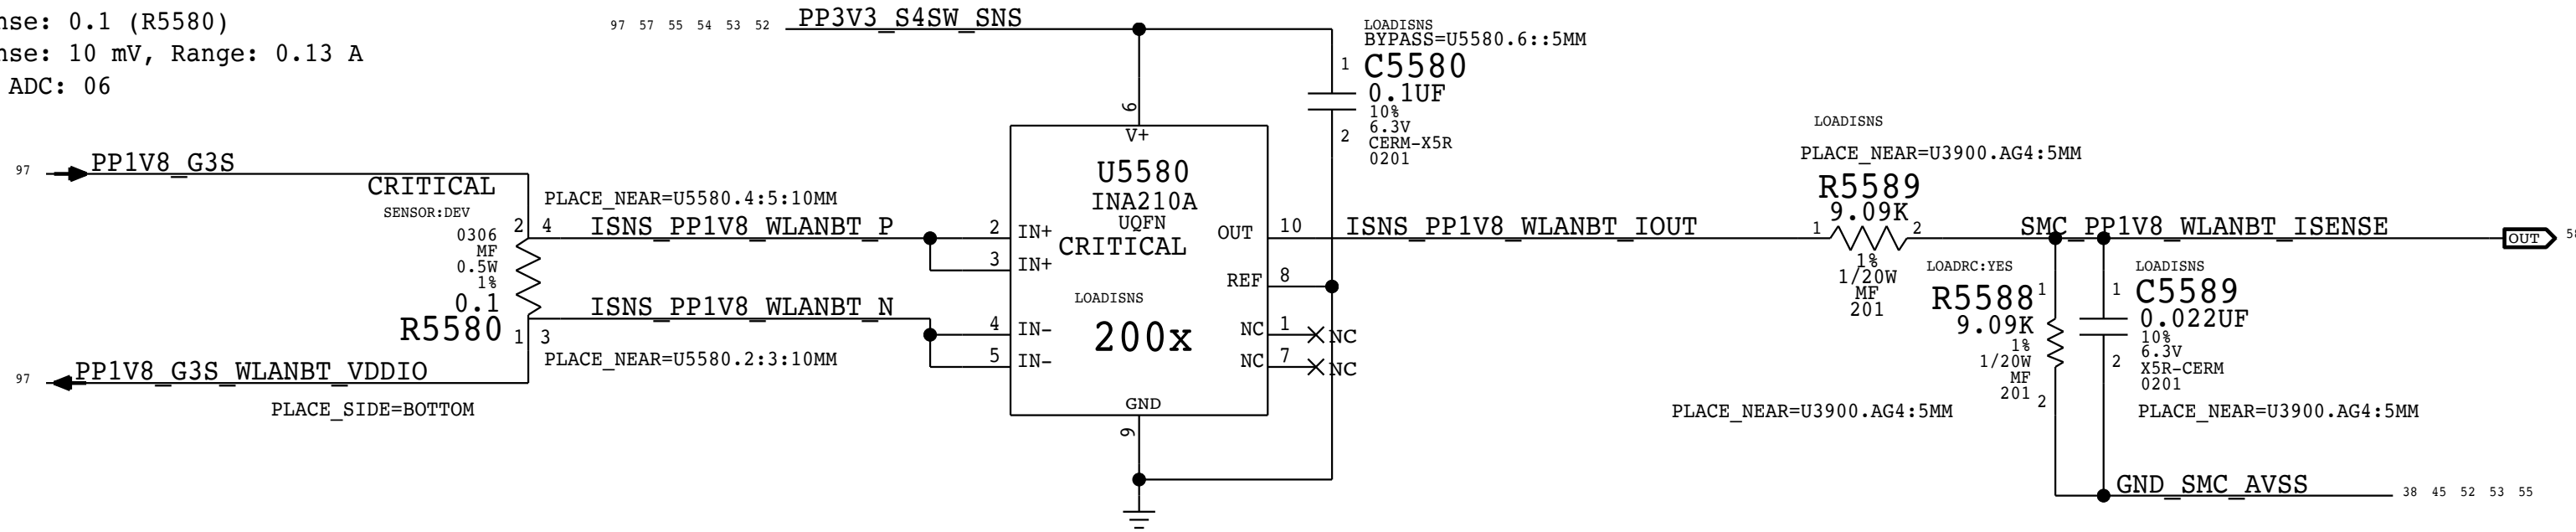 nse: 0.1 (R5580)
nse: 10 mV, Range: 0.13 A
ADC: 06
97 57 55 54 53 52
PP3V3_S4SW_SNS
LOADISNS
BYPASS=U5580.6::5MM
1
C5580
0.1UF
10%
6.3V
2
CERM-X5R
0201
6
V+
97
PP1V8_G3S
CRITICAL
SENSOR:DEV
PLACE_NEAR=U5580.4:5:10MM
2 4
ISNS_PP1V8_WLANBT_P
0306
MF
0.5W
1%
0.1
R5580
1 3
ISNS_PP1V8_WLANBT_N
PLACE_NEAR=U5580.2:3:10MM
97
PP1V8_G3S_WLANBT_VDDIO
PLACE_SIDE=BOTTOM
U5580
INA210A
UQFN
CRITICAL
LOADISNS
200x
2 IN+
3 IN+
4 IN-
5 IN-
OUT 10
REF 8
NC 1 NC
NC 7 NC
GND
9
ISNS_PP1V8_WLANBT_IOUT
LOADISNS
PLACE_NEAR=U3900.AG4:5MM
R5589
9.09K
1 2
1%
1/20W
MF
201
SMC_PP1V8_WLANBT_ISENSE
OUT
LOADRC:YES
R5588
1
9.09K
1%
1/20W
MF
201
2
PLACE_NEAR=U3900.AG4:5MM
LOADISNS
1
C5589
0.022UF
10%
6.3V
2
X5R-CERM
0201
PLACE_NEAR=U3900.AG4:5MM
GND_SMC_AVSS
38 45 52 53 55